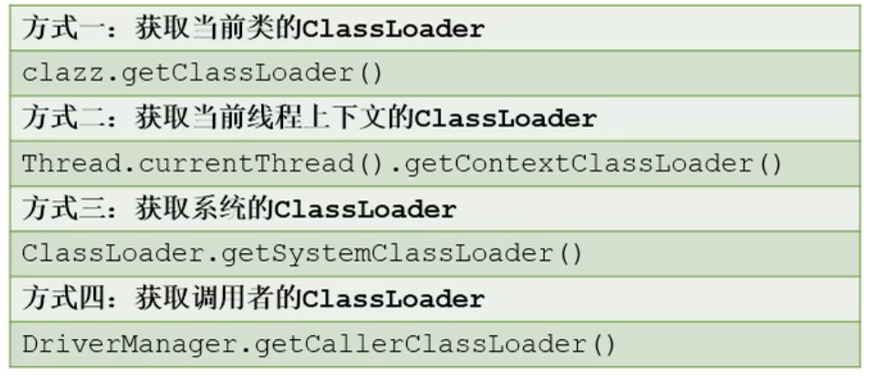 方式一：获取当前类的ClassLoader
clazz.getClassLoader()
方式二：获取当前线程上下文的ClassLoader
Thread.currentThread().getContextClassLoader()
方式三：获取系统的ClassLoader
ClassLoader.getSystemClassLoader()
方式四：获取调用者的ClassLoader
DriverManager.getCallerClassLoader()